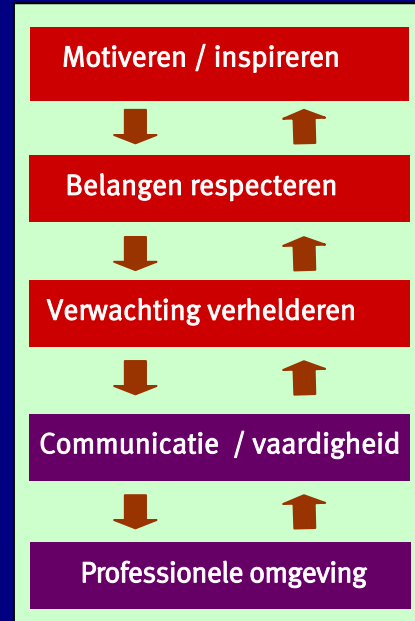 Motiveren / inspireren
Belangen respecteren
Verwachting verhelderen
Communicatie / vaardigheid
Professionele omgeving